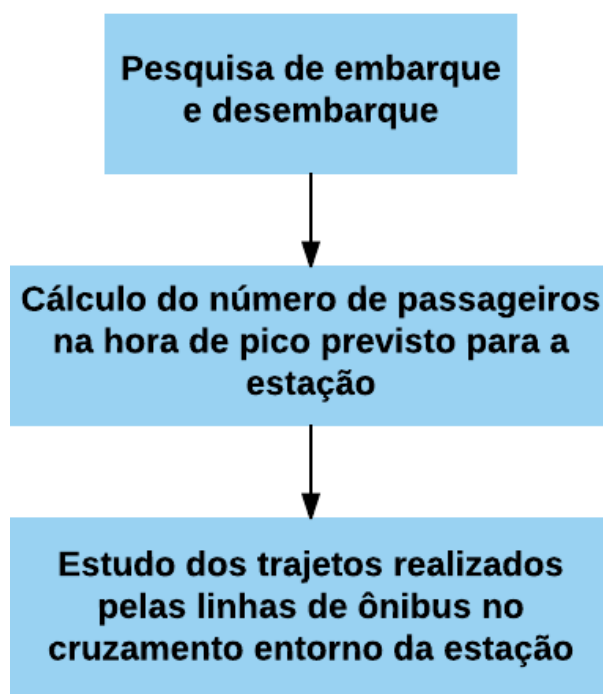 Pesquisa de embarque
e desembarque
Cálculo do número de passageiros
na hora de pico previsto para a
estação
Estudo dos trajetos realizados
pelas linhas de ônibus no
cruzamento entorno da estação